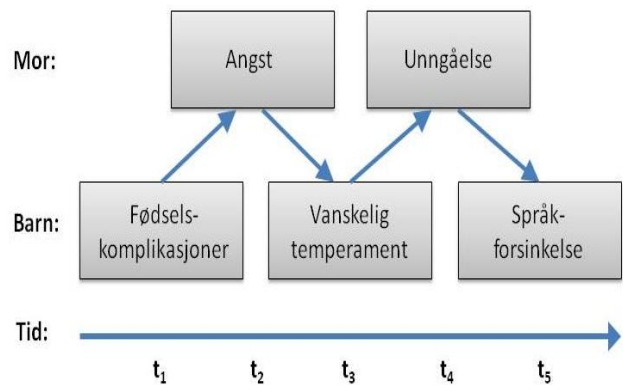 Mor:
Angst
Unngåelse
Barn:
Fødsels-
komplikasjoner
Vanskelig
temperament
Språk-
forsinkelse
Tid:
t₁ t₂ t₃ t₄ t₅